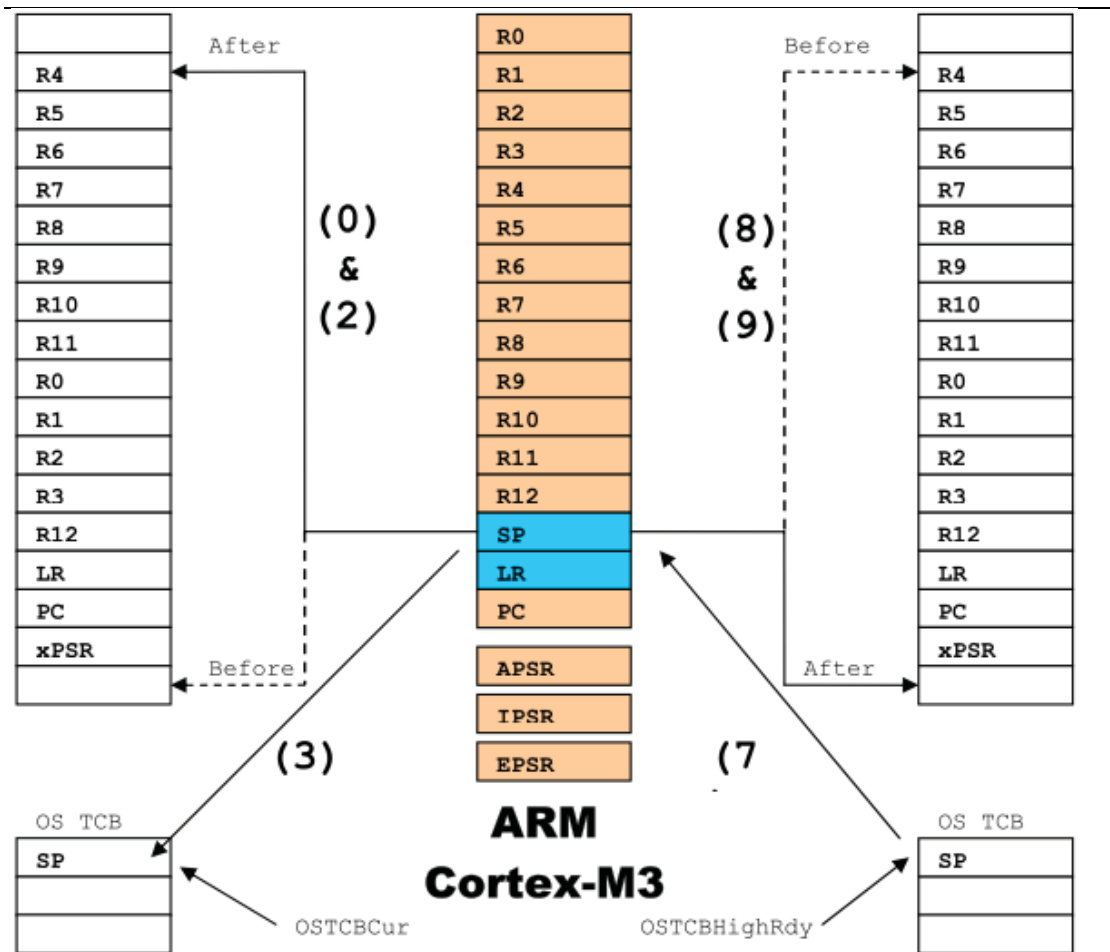 After
R4
R5
R6
R7
R8
R9
R10
R11
R0
R1
R2
R3
R12
LR
PC
xPSR
Before
(0)
&
(2)
(3)
OS TCB
SP
OSTCBCur
R0
R1
R2
R3
R4
R5
R6
R7
R8
R9
R10
R11
R12
SP
LR
PC
APSR
IPSR
EPSR
ARM
Cortex-M3
Before
(8)
&
(9)
After
(7
R4
R5
R6
R7
R8
R9
R10
R11
R0
R1
R2
R3
R12
LR
PC
xPSR
OS TCB
SP
OSTCBHighRdy